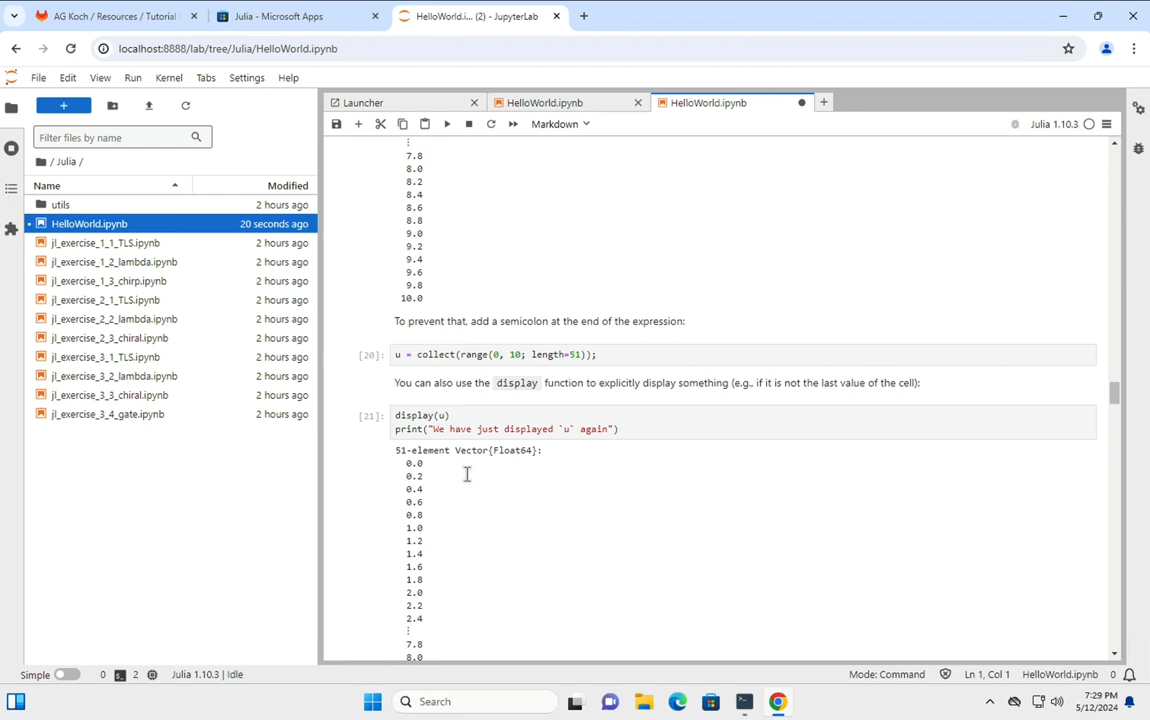 AG Koch / Resources / Tutorial
Julia - Microsoft Apps
HelloWorld.i... (2) - JupyterLab
localhost:8888/lab/tree/Julia/HelloWorld.ipynb
File Edit View Run Kernel Tabs Settings Help
Launcher
HelloWorld.ipynb
HelloWorld.ipynb
Markdown
Julia 1.10.3
Filter files by name
/ Julia /
Name Modified
utils 2 hours ago
HelloWorld.ipynb 20 seconds ago
jl_exercise_1_1_TLS.ipynb 2 hours ago
jl_exercise_1_2_lambda.ipynb 2 hours ago
jl_exercise_1_3_chirp.ipynb 2 hours ago
jl_exercise_2_1_TLS.ipynb 2 hours ago
jl_exercise_2_2_lambda.ipynb 2 hours ago
jl_exercise_2_3_chiral.ipynb 2 hours ago
jl_exercise_3_1_TLS.ipynb 2 hours ago
jl_exercise_3_2_lambda.ipynb 2 hours ago
jl_exercise_3_3_chiral.ipynb 2 hours ago
jl_exercise_3_4_gate.ipynb 2 hours ago
⋮
7.8
8.0
8.2
8.4
8.6
8.8
9.0
9.2
9.4
9.6
9.8
10.0
To prevent that, add a semicolon at the end of the expression:
[20]: u = collect(range(0, 10; length=51));
You can also use the display function to explicitly display something (e.g., if it is not the last value of the cell):
[21]: display(u)
print("We have just displayed `u` again")
51-element Vector{Float64}:
0.0
0.2
0.4
0.6
0.8
1.0
1.2
1.4
1.6
1.8
2.0
2.2
2.4
⋮
7.8
8.0
Simple 0 2 Julia 1.10.3 | Idle Mode: Command Ln 1, Col 1 HelloWorld.ipynb 0
Search
7:29 PM
5/12/2024